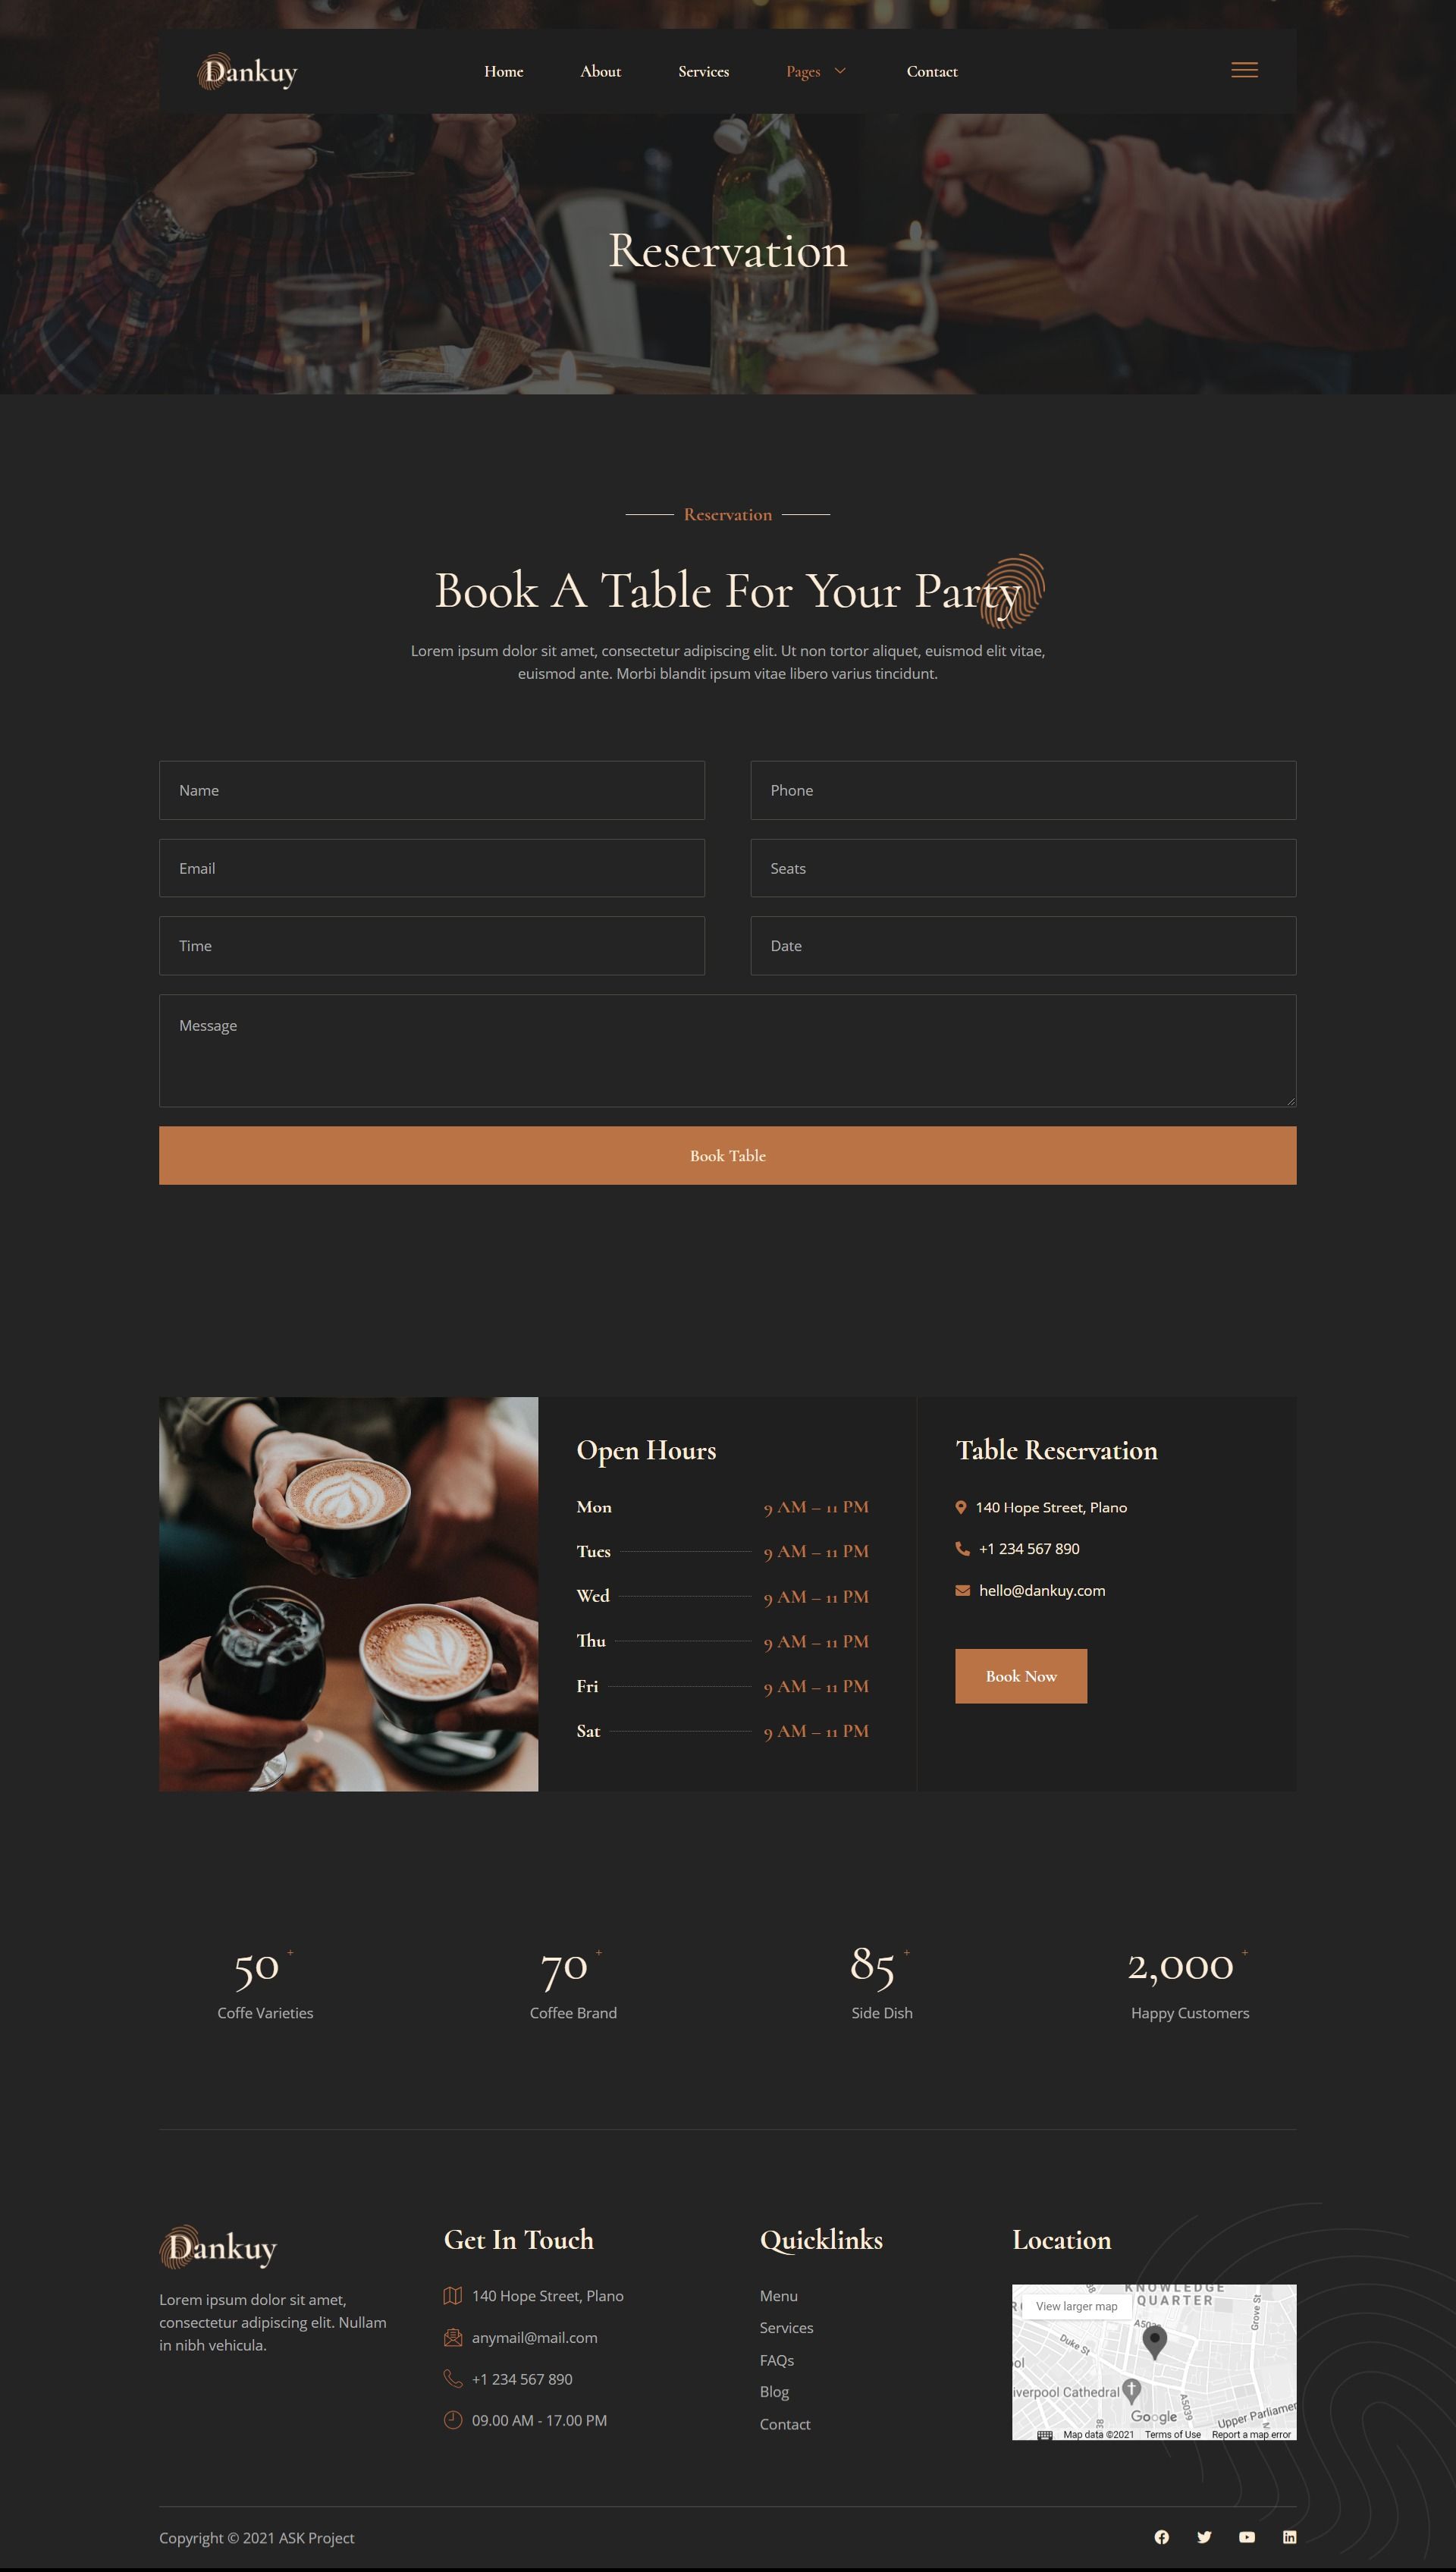 Dankuy
Home About Services Pages Contact
Reservation
Reservation
Book A Table For Your Party
Lorem ipsum dolor sit amet, consectetur adipiscing elit. Ut non tortor aliquet, euismod elit vitae,
euismod ante. Morbi blandit ipsum vitae libero varius tincidunt.
Name Phone
Email Seats
Time Date
Message
Book Table
Open Hours
Mon 9 AM – 11 PM
Tues 9 AM – 11 PM
Wed 9 AM – 11 PM
Thu 9 AM – 11 PM
Fri 9 AM – 11 PM
Sat 9 AM – 11 PM
Table Reservation
140 Hope Street, Plano
+1 234 567 890
hello@dankuy.com
Book Now
50 +
Coffe Varieties
70 +
Coffee Brand
85 +
Side Dish
2,000 +
Happy Customers
Dankuy
Lorem ipsum dolor sit amet,
consectetur adipiscing elit. Nullam
in nibh vehicula.
Get In Touch
140 Hope Street, Plano
anymail@mail.com
+1 234 567 890
09.00 AM - 17.00 PM
Quicklinks
Menu
Services
FAQs
Blog
Contact
Location
KNOWLEDGE
QUARTER
View larger map
Grove St
Duke St
iverpool Cathedral
A5039
Google
Upper Parliamen
Map data ©2021 Terms of Use Report a map error
Copyright © 2021 ASK Project